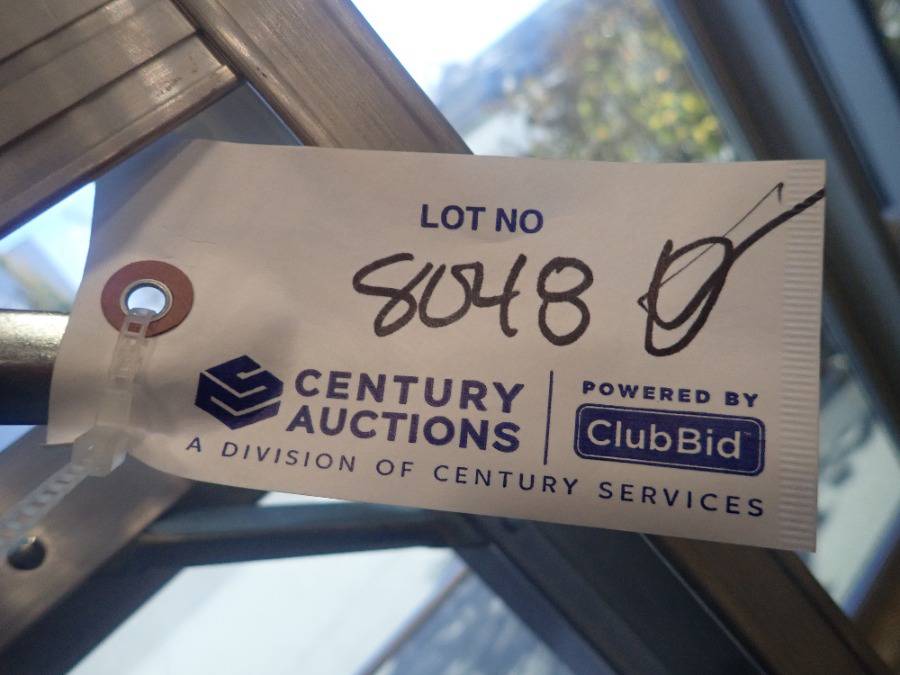 LOT NO
8048
CENTURY
AUCTIONS
A DIVISION OF CENTURY SERVICES
POWERED BY
ClubBid